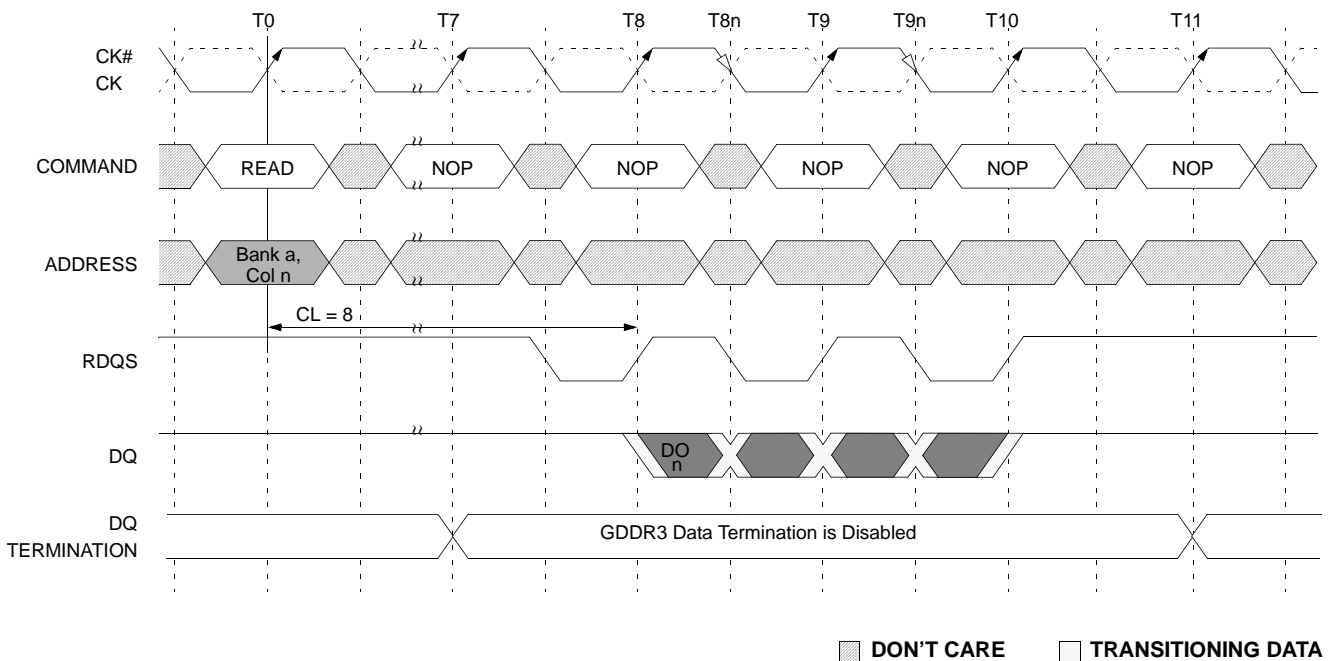 T0 T7 T8 T8n T9 T9n T10 T11
CK#
CK
COMMAND READ NOP NOP NOP NOP NOP
ADDRESS Bank a,
Col n
CL = 8
RDQS
DQ DO
n
DQ
TERMINATION GDDR3 Data Termination is Disabled
DON'T CARE TRANSITIONING DATA